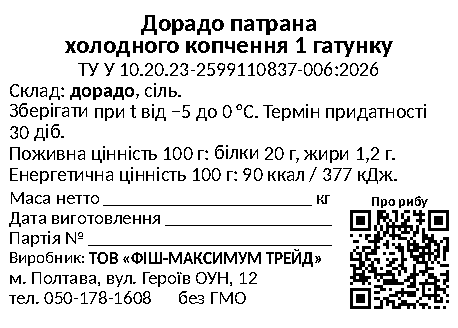 Дорадо патрана
холодного копчення 1 гатунку
ТУ У 10.20.23-2599110837-006:2026
Склад: дорадо, сіль.
Зберігати при t від −5 до 0 °С. Термін придатності
30 діб.
Поживна цінність 100 г: білки 20 г, жири 1,2 г.
Енергетична цінність 100 г: 90 ккал / 377 кДж.
Маса нетто ________________________ кг
Дата виготовлення ___________________
Партія № ____________________________
Про рибу
Виробник: ТОВ «ФІШ-МАКСИМУМ ТРЕЙД»
м. Полтава, вул. Героїв ОУН, 12
тел. 050-178-1608 без ГМО